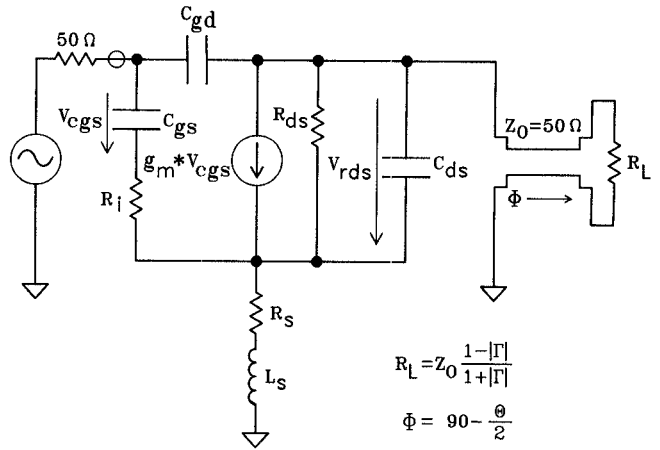 C_gd
50 Ω
V_cgs
C_gs
g_m*V_cgs
R_i
R_ds
V_rds
C_ds
Z_0=50 Ω
R_L
Φ
R_s
L_s
R_L = Z_0 (1-|Γ|)/(1+|Γ|)
Φ = 90 - Θ/2